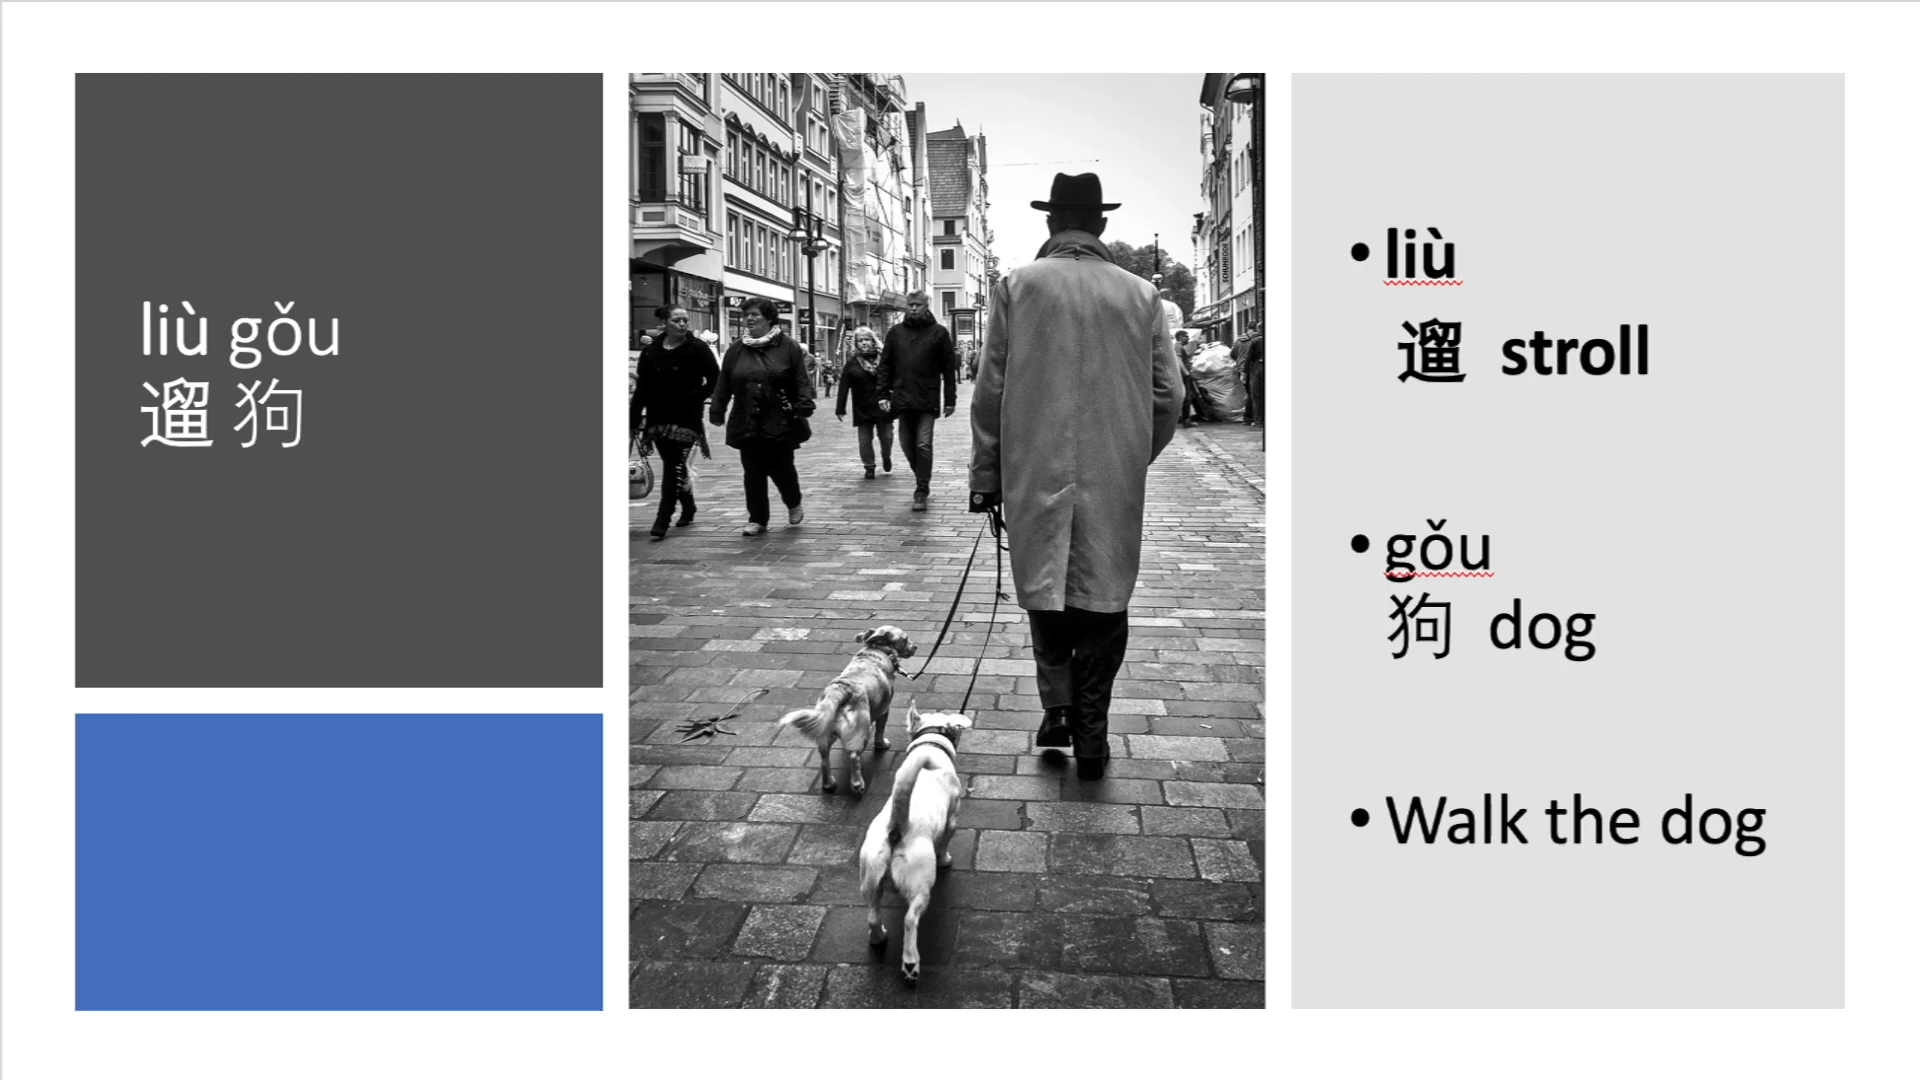 liù gǒu
遛 狗
• liù
遛 stroll
• gǒu
狗 dog
• Walk the dog